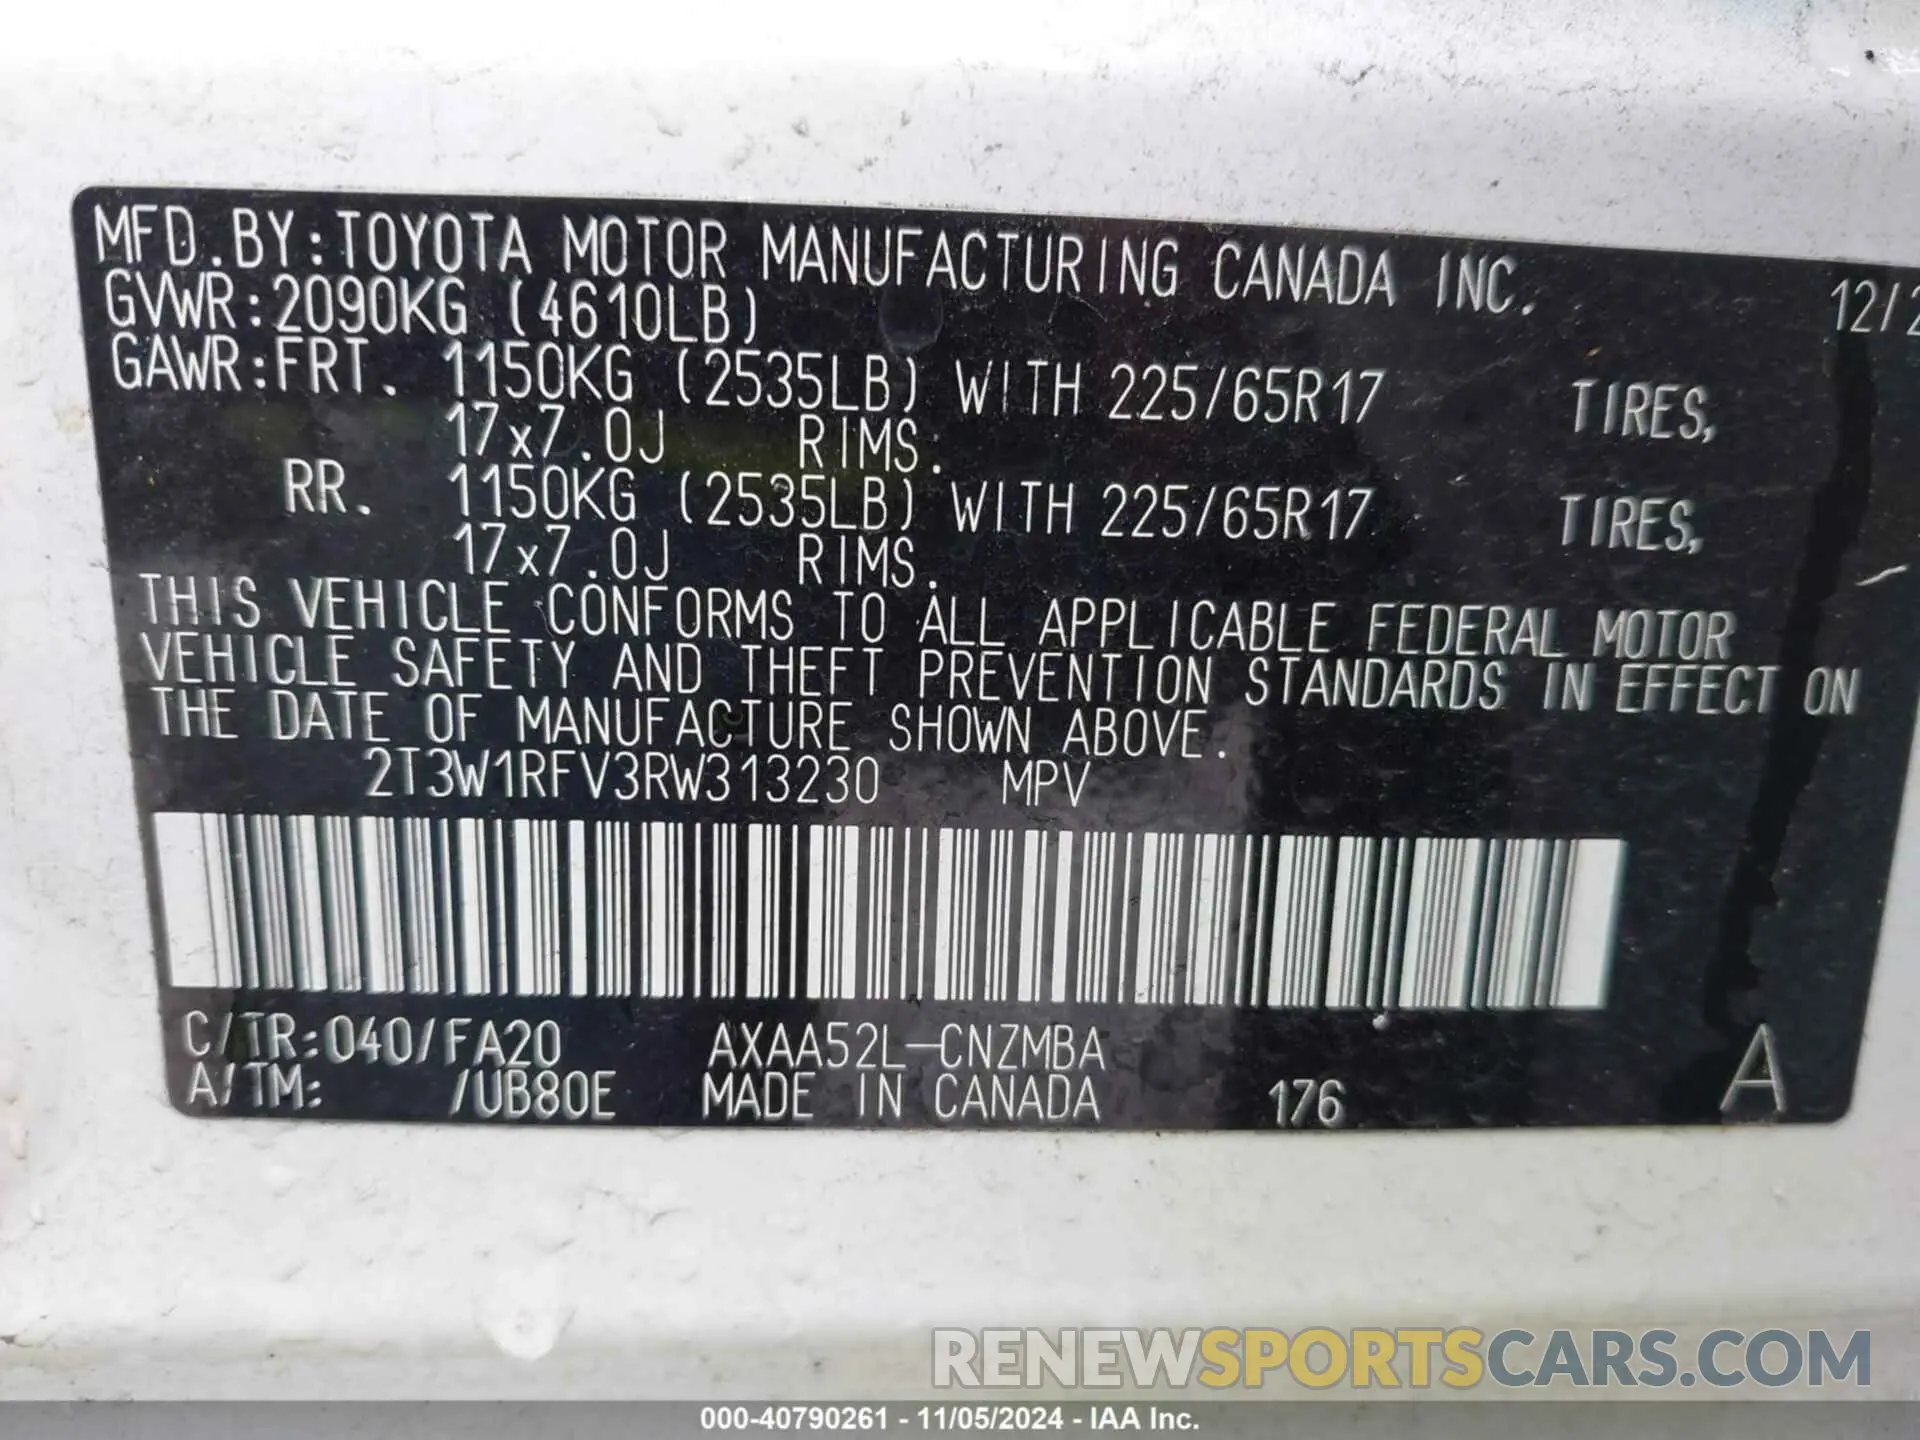 MFD.BY:TOYOTA MOTOR MANUFACTURING CANADA INC. 12/2
GVWR:2090KG (4610LB)
GAWR:FRT. 1150KG (2535LB) WITH 225/65R17 TIRES,
17x7.0J RIMS.
RR. 1150KG (2535LB) WITH 225/65R17 TIRES,
17x7.0J RIMS.
THIS VEHICLE CONFORMS TO ALL APPLICABLE FEDERAL MOTOR
VEHICLE SAFETY AND THEFT PREVENTION STANDARDS IN EFFECT ON
THE DATE OF MANUFACTURE SHOWN ABOVE.
2T3W1RFV3RW313230 MPV
C/TR:040/FA20 AXAA52L-CNZMBA
A/TM: /UB80E MADE IN CANADA 176 A
RENEWSPORTSCARS.COM
000-40790261 - 11/05/2024 - IAA Inc.